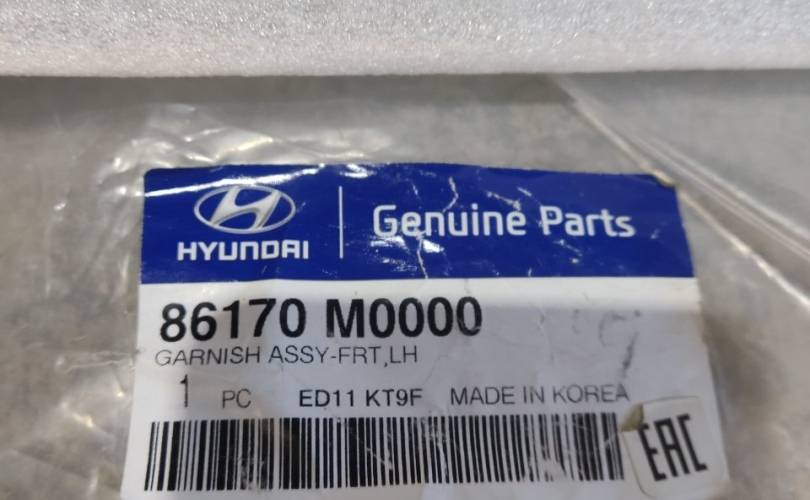 HYUNDAI
Genuine Parts
86170 M0000
GARNISH ASSY-FRT,LH
1 PC ED11 KT9F MADE IN KOREA
EAC